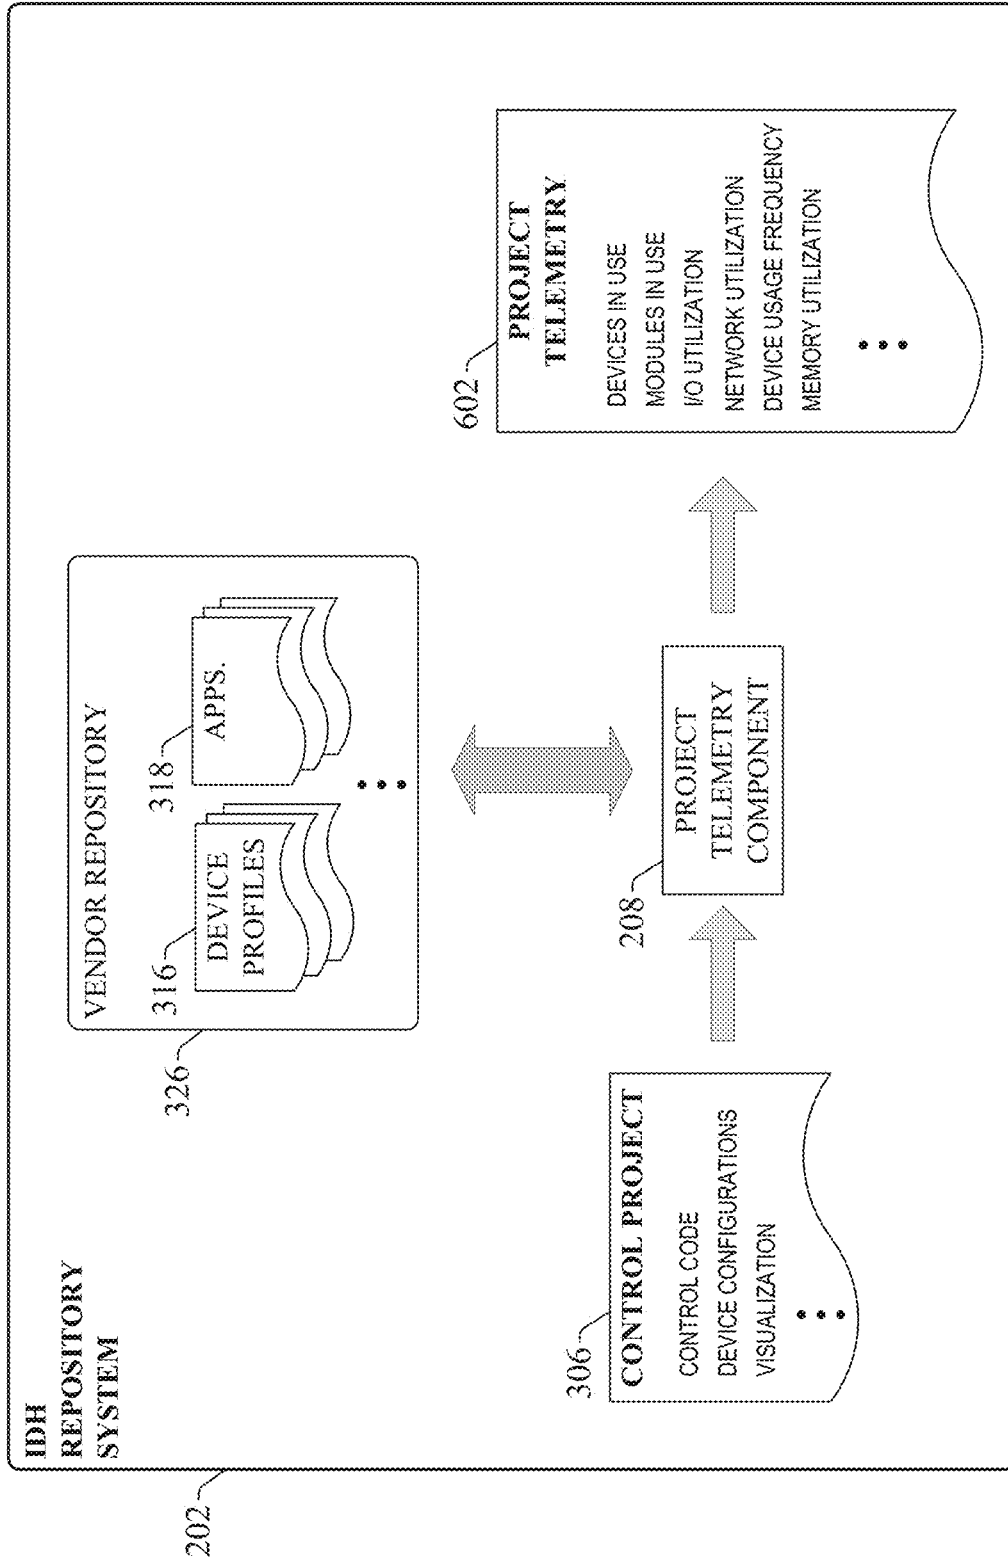 IDH
REPOSITORY
SYSTEM
202
VENDOR REPOSITORY
326
316
DEVICE
PROFILES
318
APPS.
306
CONTROL PROJECT
CONTROL CODE
DEVICE CONFIGURATIONS
VISUALIZATION
208
PROJECT
TELEMETRY
COMPONENT
602
PROJECT
TELEMETRY
DEVICES IN USE
MODULES IN USE
I/O UTILIZATION
NETWORK UTILIZATION
DEVICE USAGE FREQUENCY
MEMORY UTILIZATION